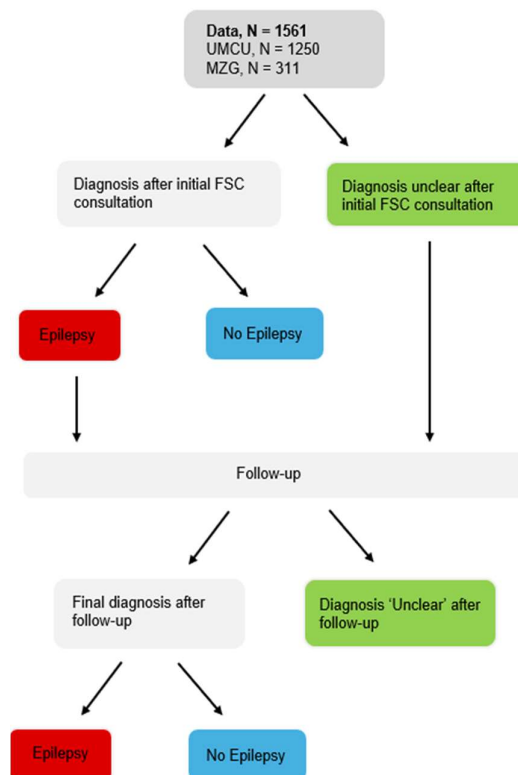 Data, N = 1561
UMCU, N = 1250
MZG, N = 311
Diagnosis after initial FSC
consultation
Diagnosis unclear after
initial FSC consultation
Epilepsy
No Epilepsy
Follow-up
Final diagnosis after
follow-up
Diagnosis ‘Unclear’ after
follow-up
Epilepsy
No Epilepsy